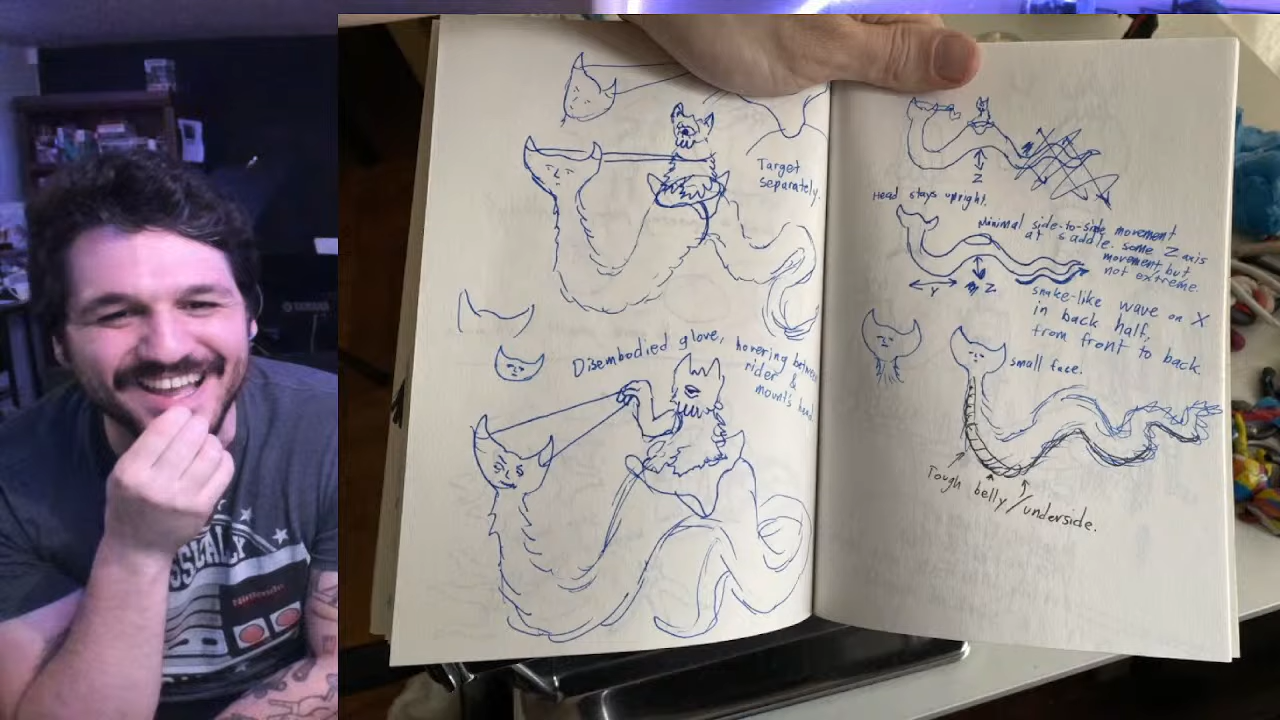 Target
separately.
Disembodied glove, hovering between
rider &
mount's head.
Z
Head stays upright.
Minimal side-to-side movement
at saddle. some Z axis
movement, but
not extreme.
Y
Z
snake-like wave on X
in back half,
from front to back.
small face.
Tough belly/underside.
Nintendo
YAMAHA